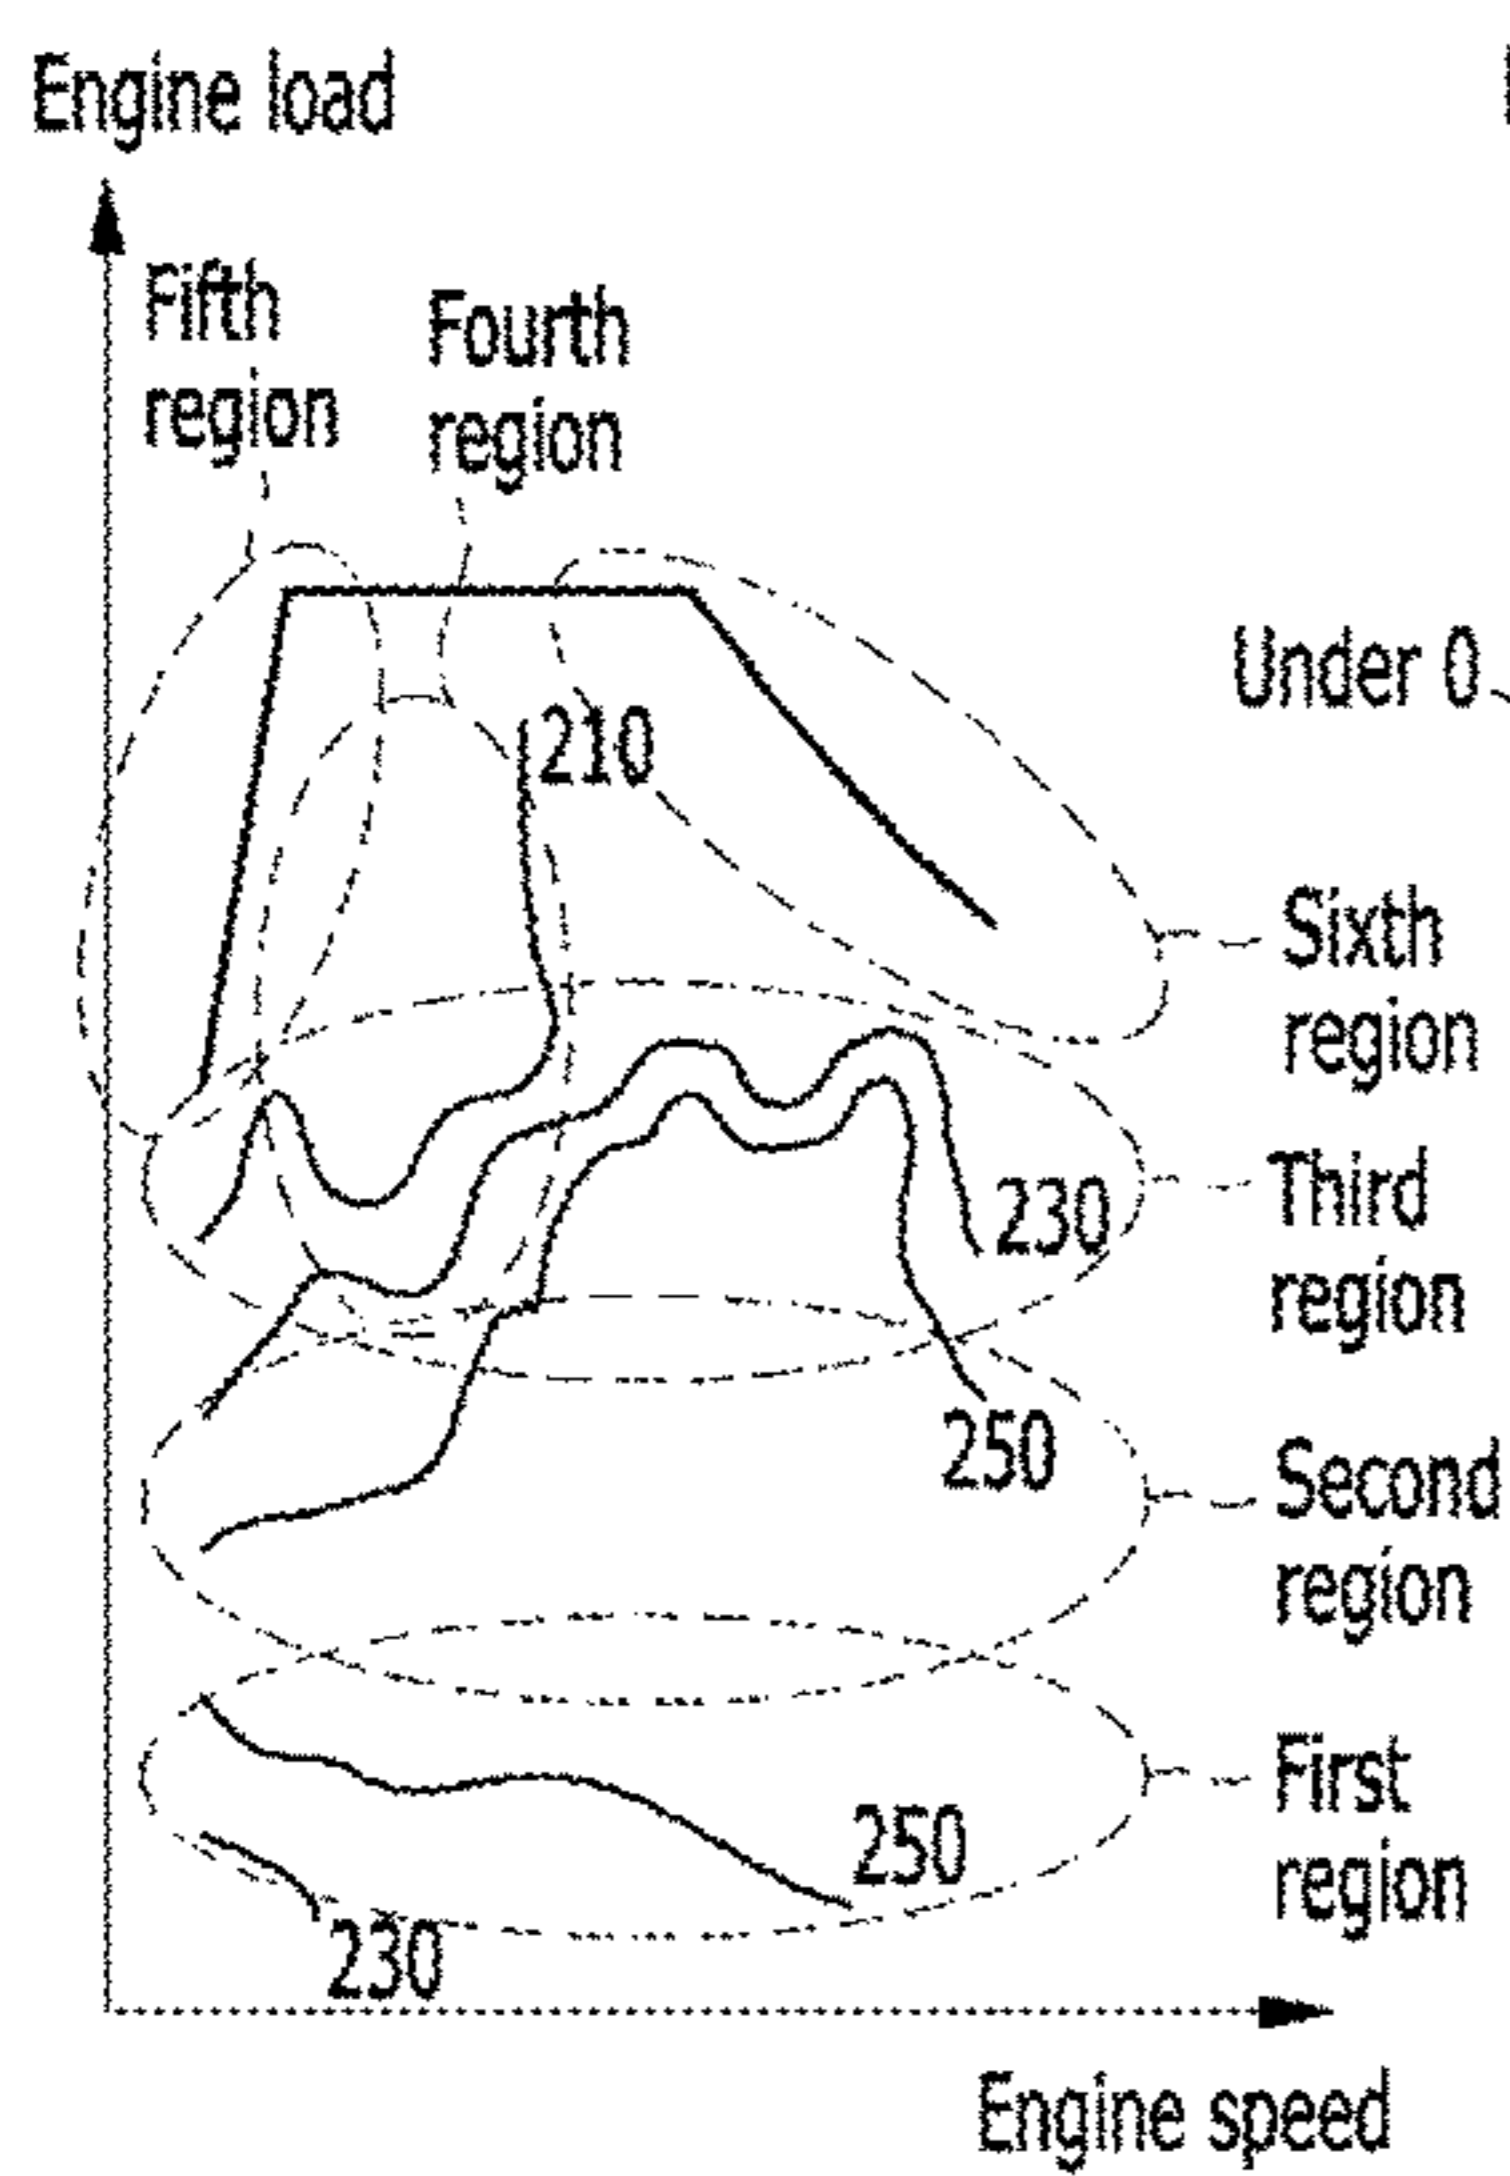 Engine load
Fifth
region
Fourth
region
210
Under 0
Sixth
region
Third
region
230
250
Second
region
First
region
250
230
Engine speed